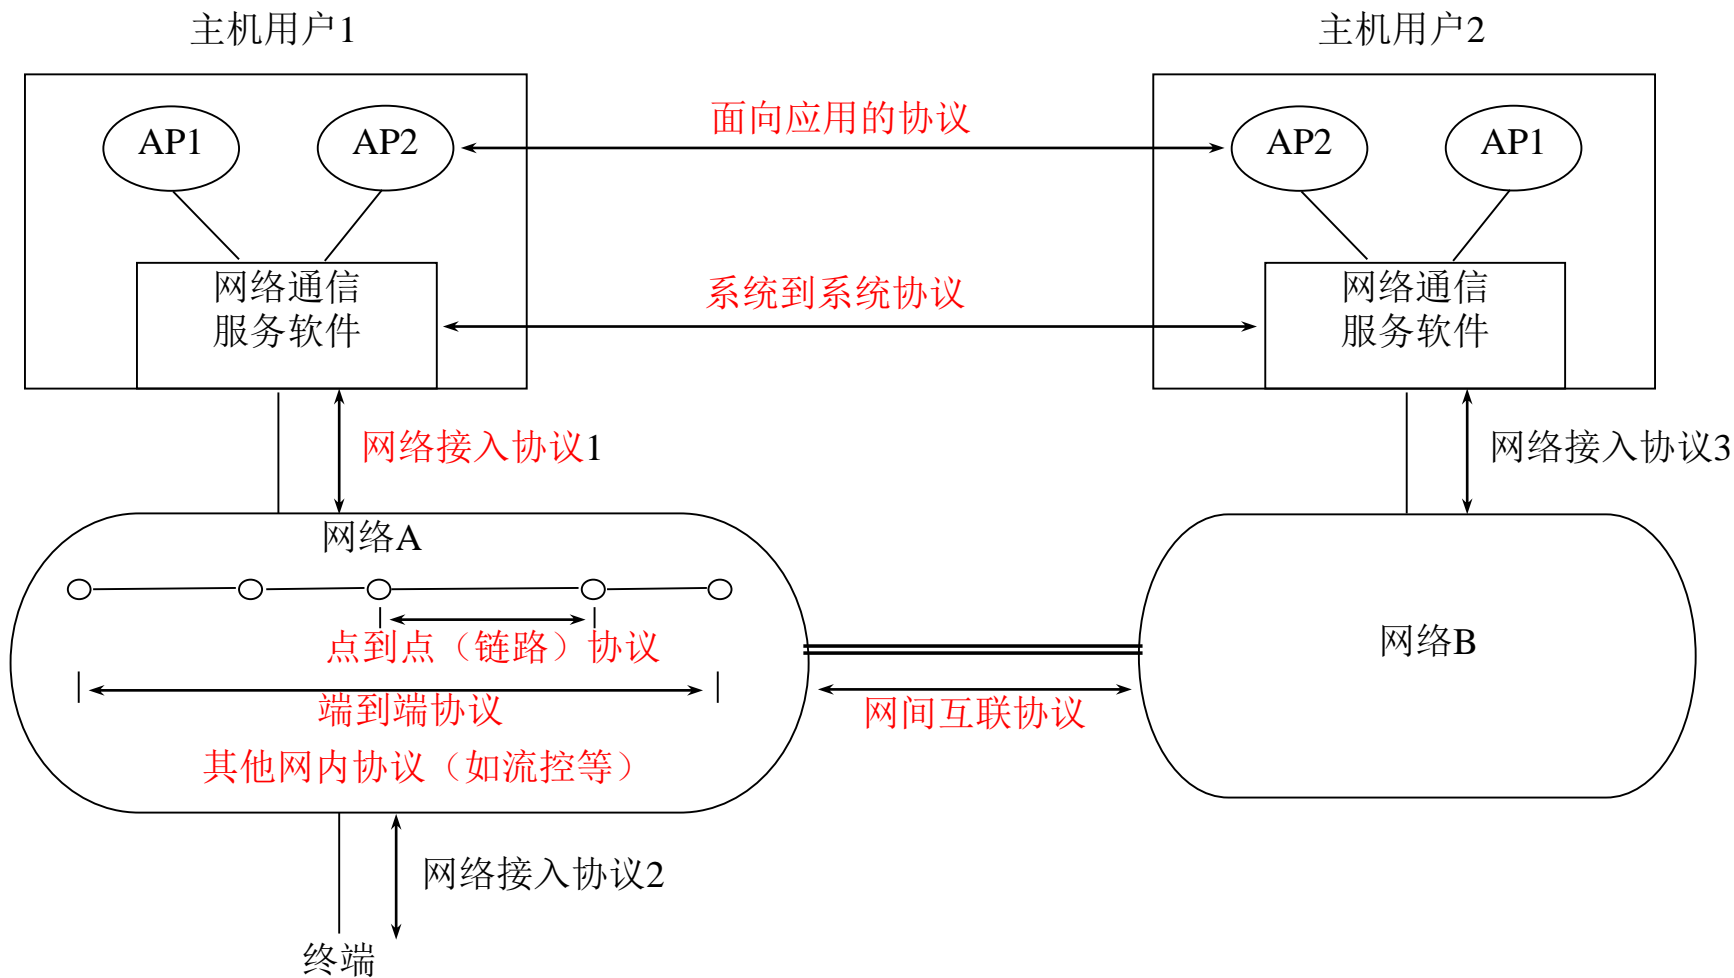 主机用户1
主机用户2
AP1
AP2
面向应用的协议
AP2
AP1
网络通信
服务软件
系统到系统协议
网络通信
服务软件
网络接入协议1
网络接入协议3
网络A
点到点（链路）协议
端到端协议
其他网内协议（如流控等）
网间互联协议
网络B
网络接入协议2
终端